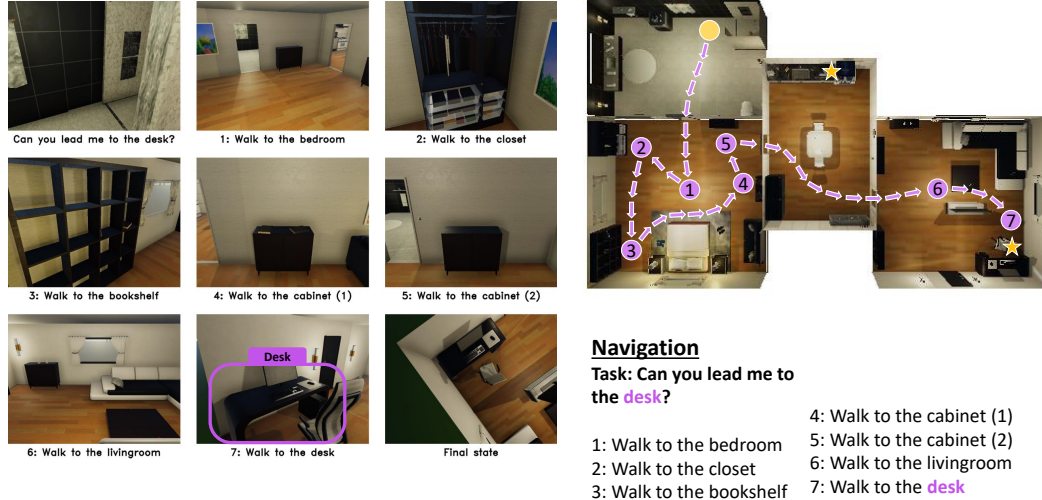 Can you lead me to the desk?
1: Walk to the bedroom
2: Walk to the closet
3: Walk to the bookshelf
4: Walk to the cabinet (1)
5: Walk to the cabinet (2)
Desk
6: Walk to the livingroom
7: Walk to the desk
Final state
1
2
3
4
5
6
7
Navigation
Task: Can you lead me to
the desk?
1: Walk to the bedroom
2: Walk to the closet
3: Walk to the bookshelf
4: Walk to the cabinet (1)
5: Walk to the cabinet (2)
6: Walk to the livingroom
7: Walk to the desk